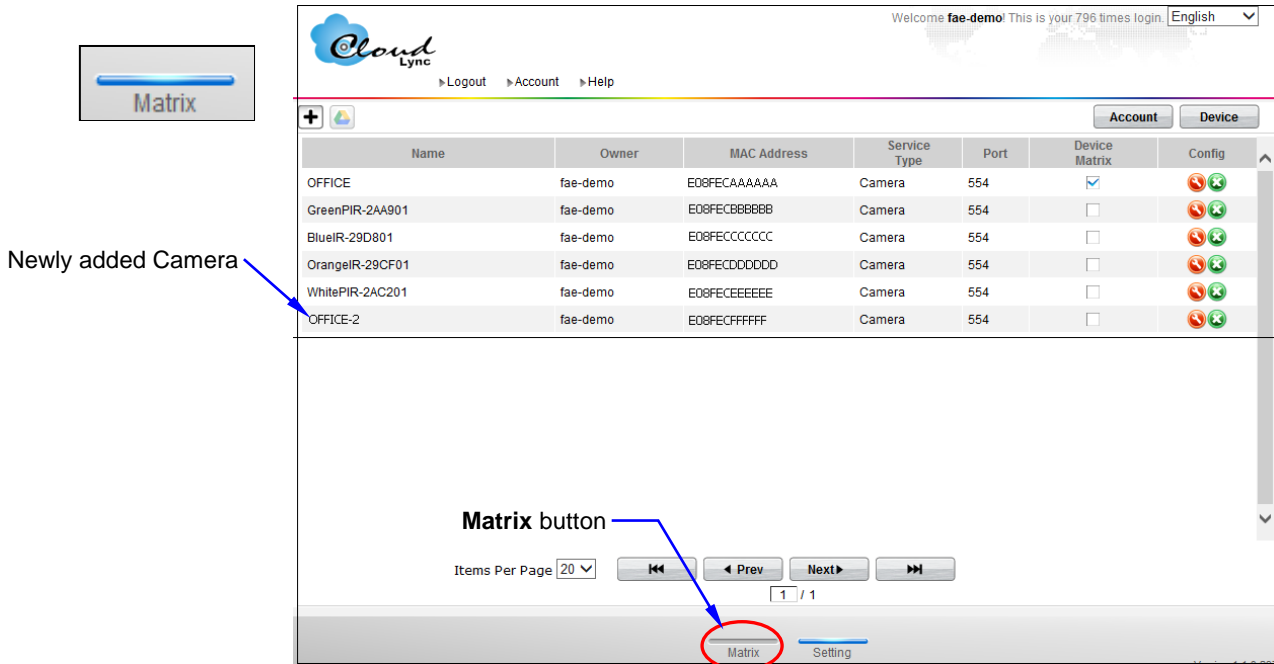 Welcome fae-demo! This is your 796 times login. English
Cloud
Lync
Logout Account Help
Matrix
Account Device
Name Owner MAC Address Service Type Port Device Matrix Config
OFFICE fae-demo E08FECAAAAAA Camera 554
GreenPIR-2AA901 fae-demo E08FECBBBBBB Camera 554
BlueIR-29D801 fae-demo E08FECCCCCCC Camera 554
Newly added Camera
OrangeIR-29CF01 fae-demo E08FECDDDDDD Camera 554
WhitePIR-2AC201 fae-demo E08FECEEEEEE Camera 554
OFFICE-2 fae-demo E08FECFFFFFF Camera 554
Matrix button
Items Per Page 20 Prev Next
1 / 1
Matrix Setting